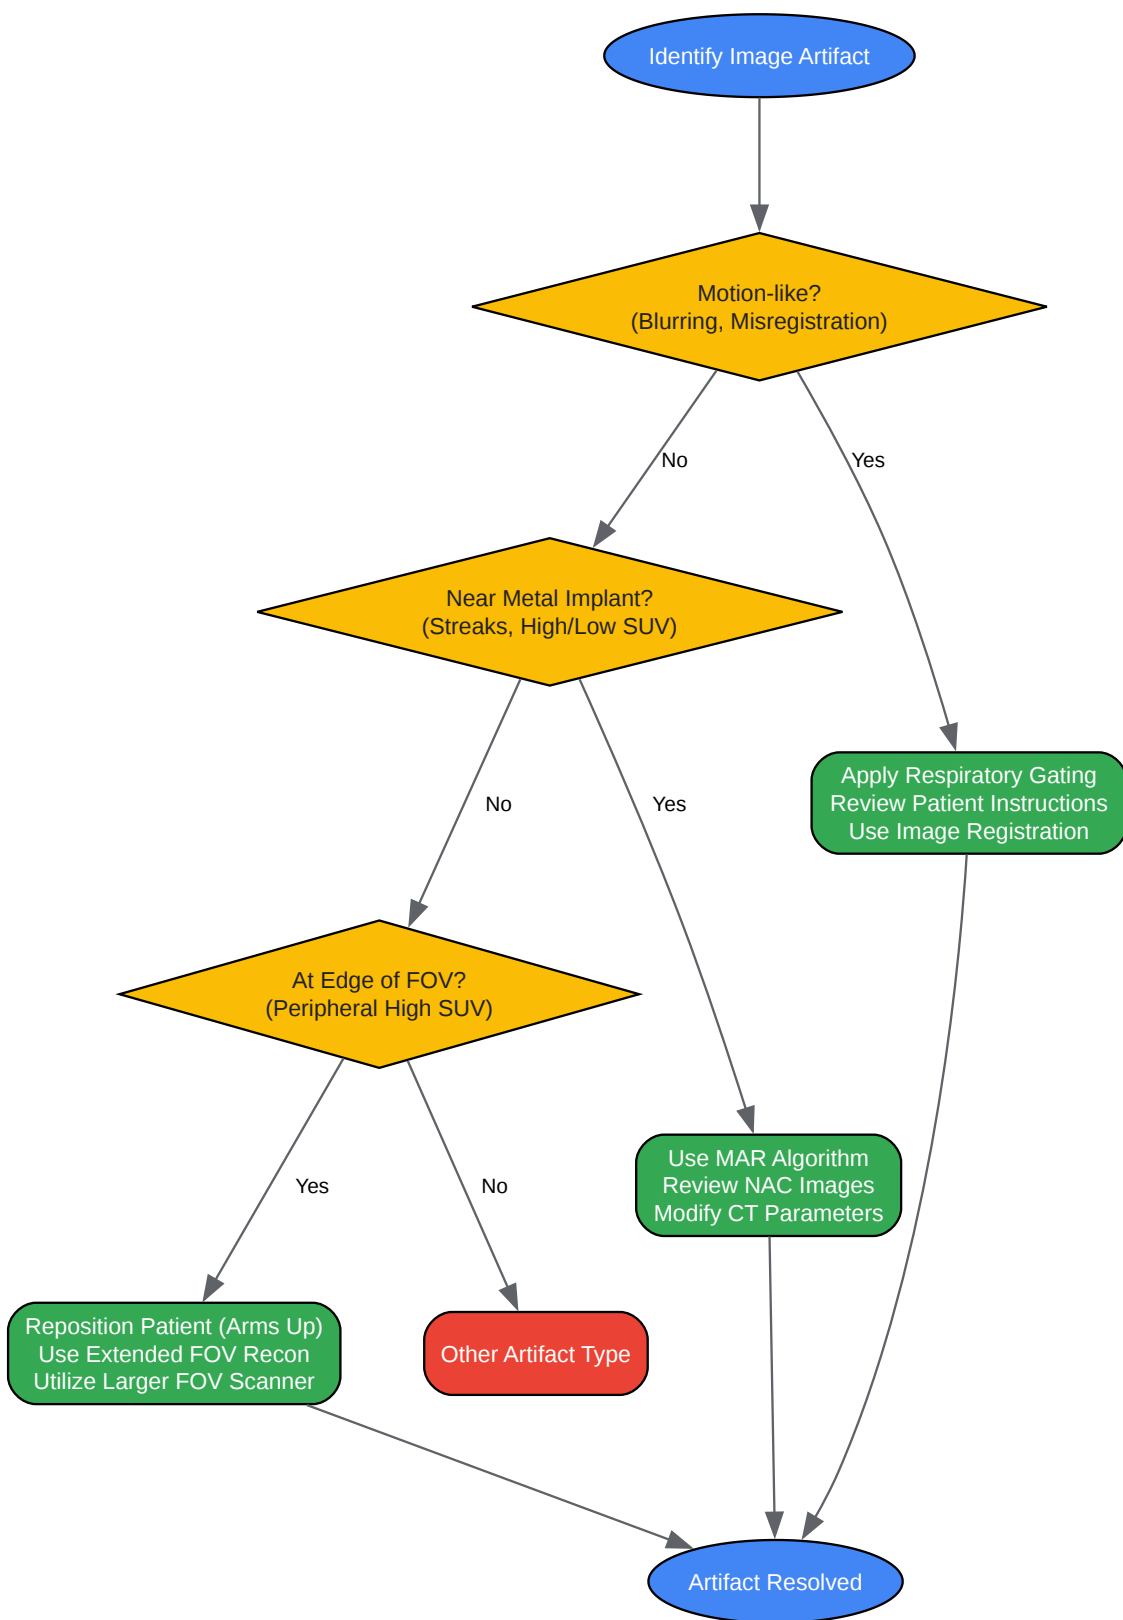 Identify Image Artifact
Motion-like?
(Blurring, Misregistration)
No
Yes
Near Metal Implant?
(Streaks, High/Low SUV)
No
Yes
Apply Respiratory Gating
Review Patient Instructions
Use Image Registration
At Edge of FOV?
(Peripheral High SUV)
Yes
No
Use MAR Algorithm
Review NAC Images
Modify CT Parameters
Reposition Patient (Arms Up)
Use Extended FOV Recon
Utilize Larger FOV Scanner
Other Artifact Type
Artifact Resolved